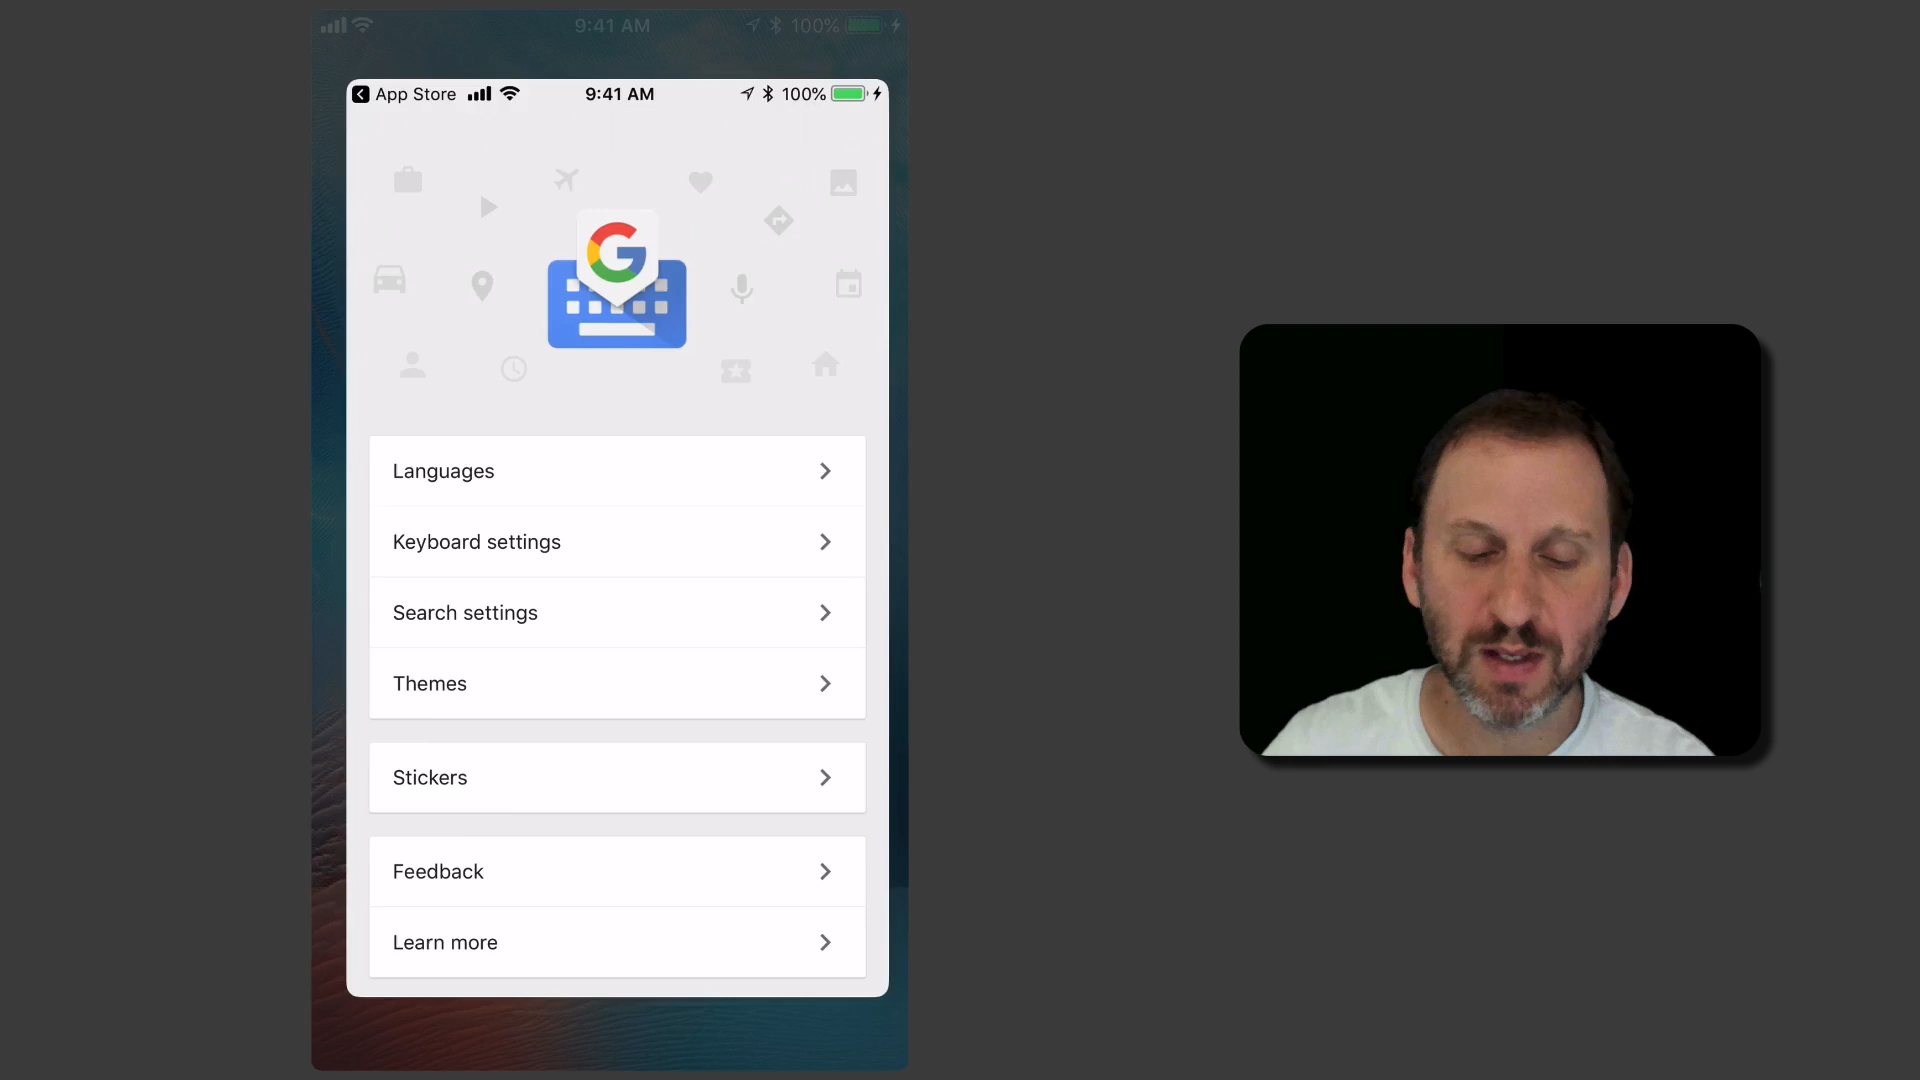 9:41 AM 100%
App Store 9:41 AM 100%
G
Languages
Keyboard settings
Search settings
Themes
Stickers
Feedback
Learn more